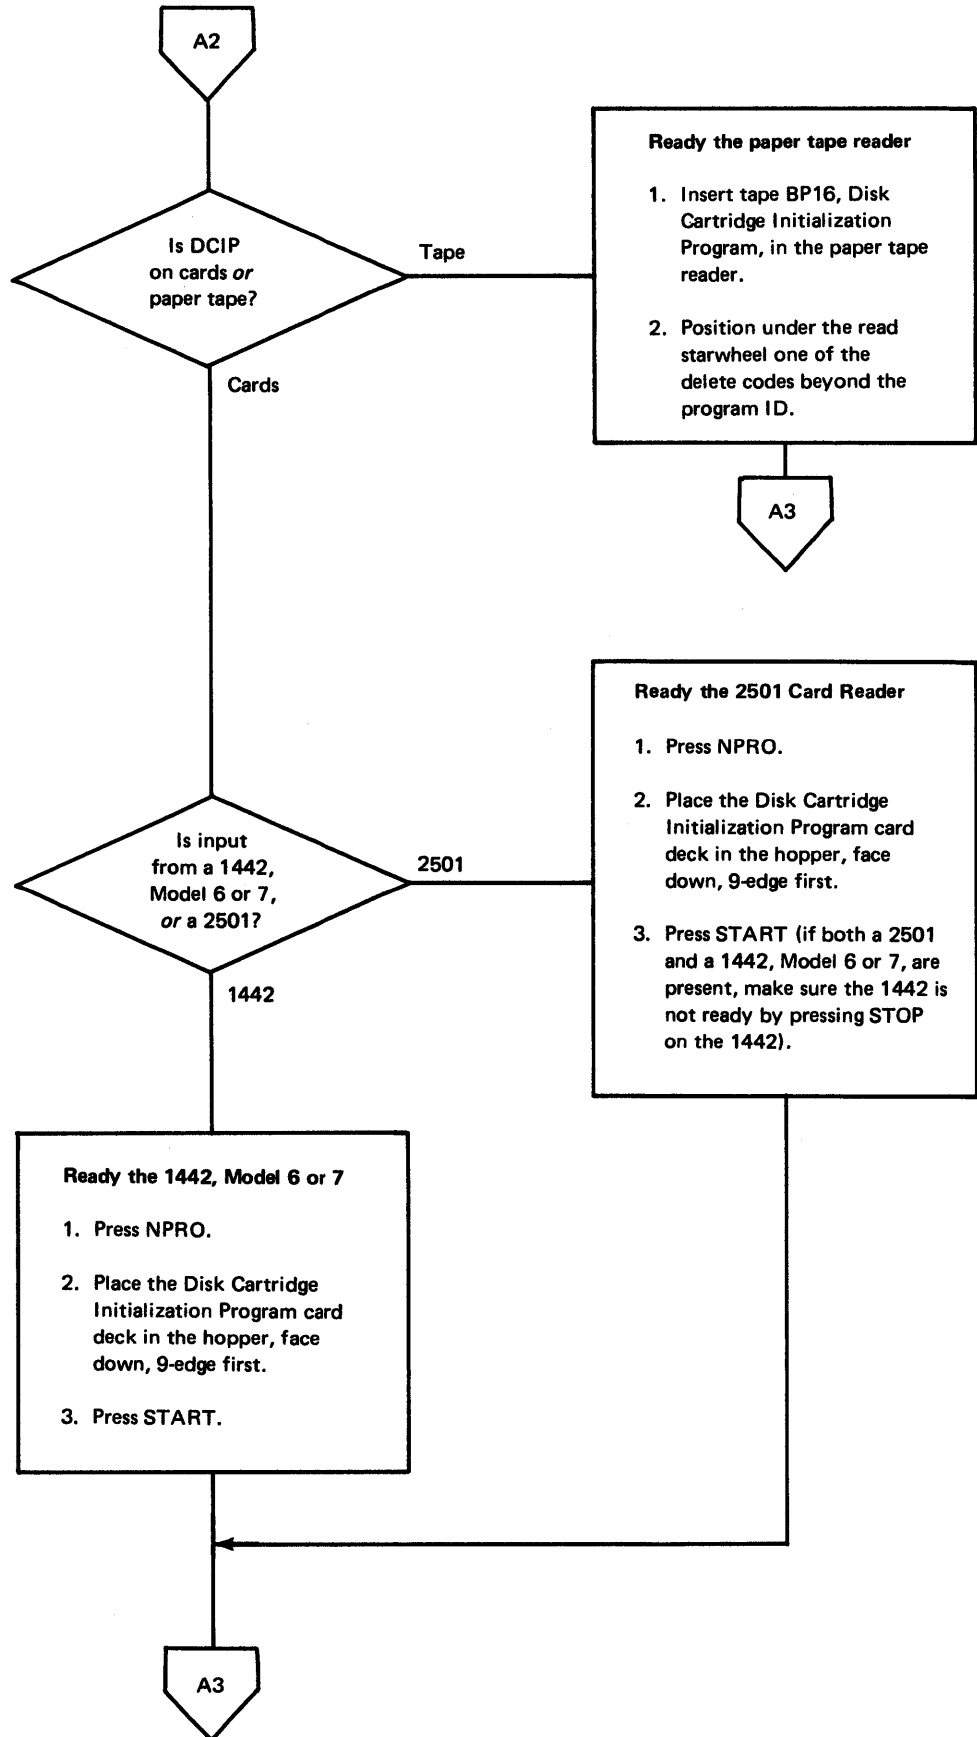 A2
Is DCIP
on cards or
paper tape?
Tape
Cards
Ready the paper tape reader
1. Insert tape BP16, Disk
Cartridge Initialization
Program, in the paper tape
reader.
2. Position under the read
starwheel one of the
delete codes beyond the
program ID.
A3
Is input
from a 1442,
Model 6 or 7,
or a 2501?
2501
1442
Ready the 2501 Card Reader
1. Press NPRO.
2. Place the Disk Cartridge
Initialization Program card
deck in the hopper, face
down, 9-edge first.
3. Press START (if both a 2501
and a 1442, Model 6 or 7, are
present, make sure the 1442 is
not ready by pressing STOP
on the 1442).
Ready the 1442, Model 6 or 7
1. Press NPRO.
2. Place the Disk Cartridge
Initialization Program card
deck in the hopper, face
down, 9-edge first.
3. Press START.
A3